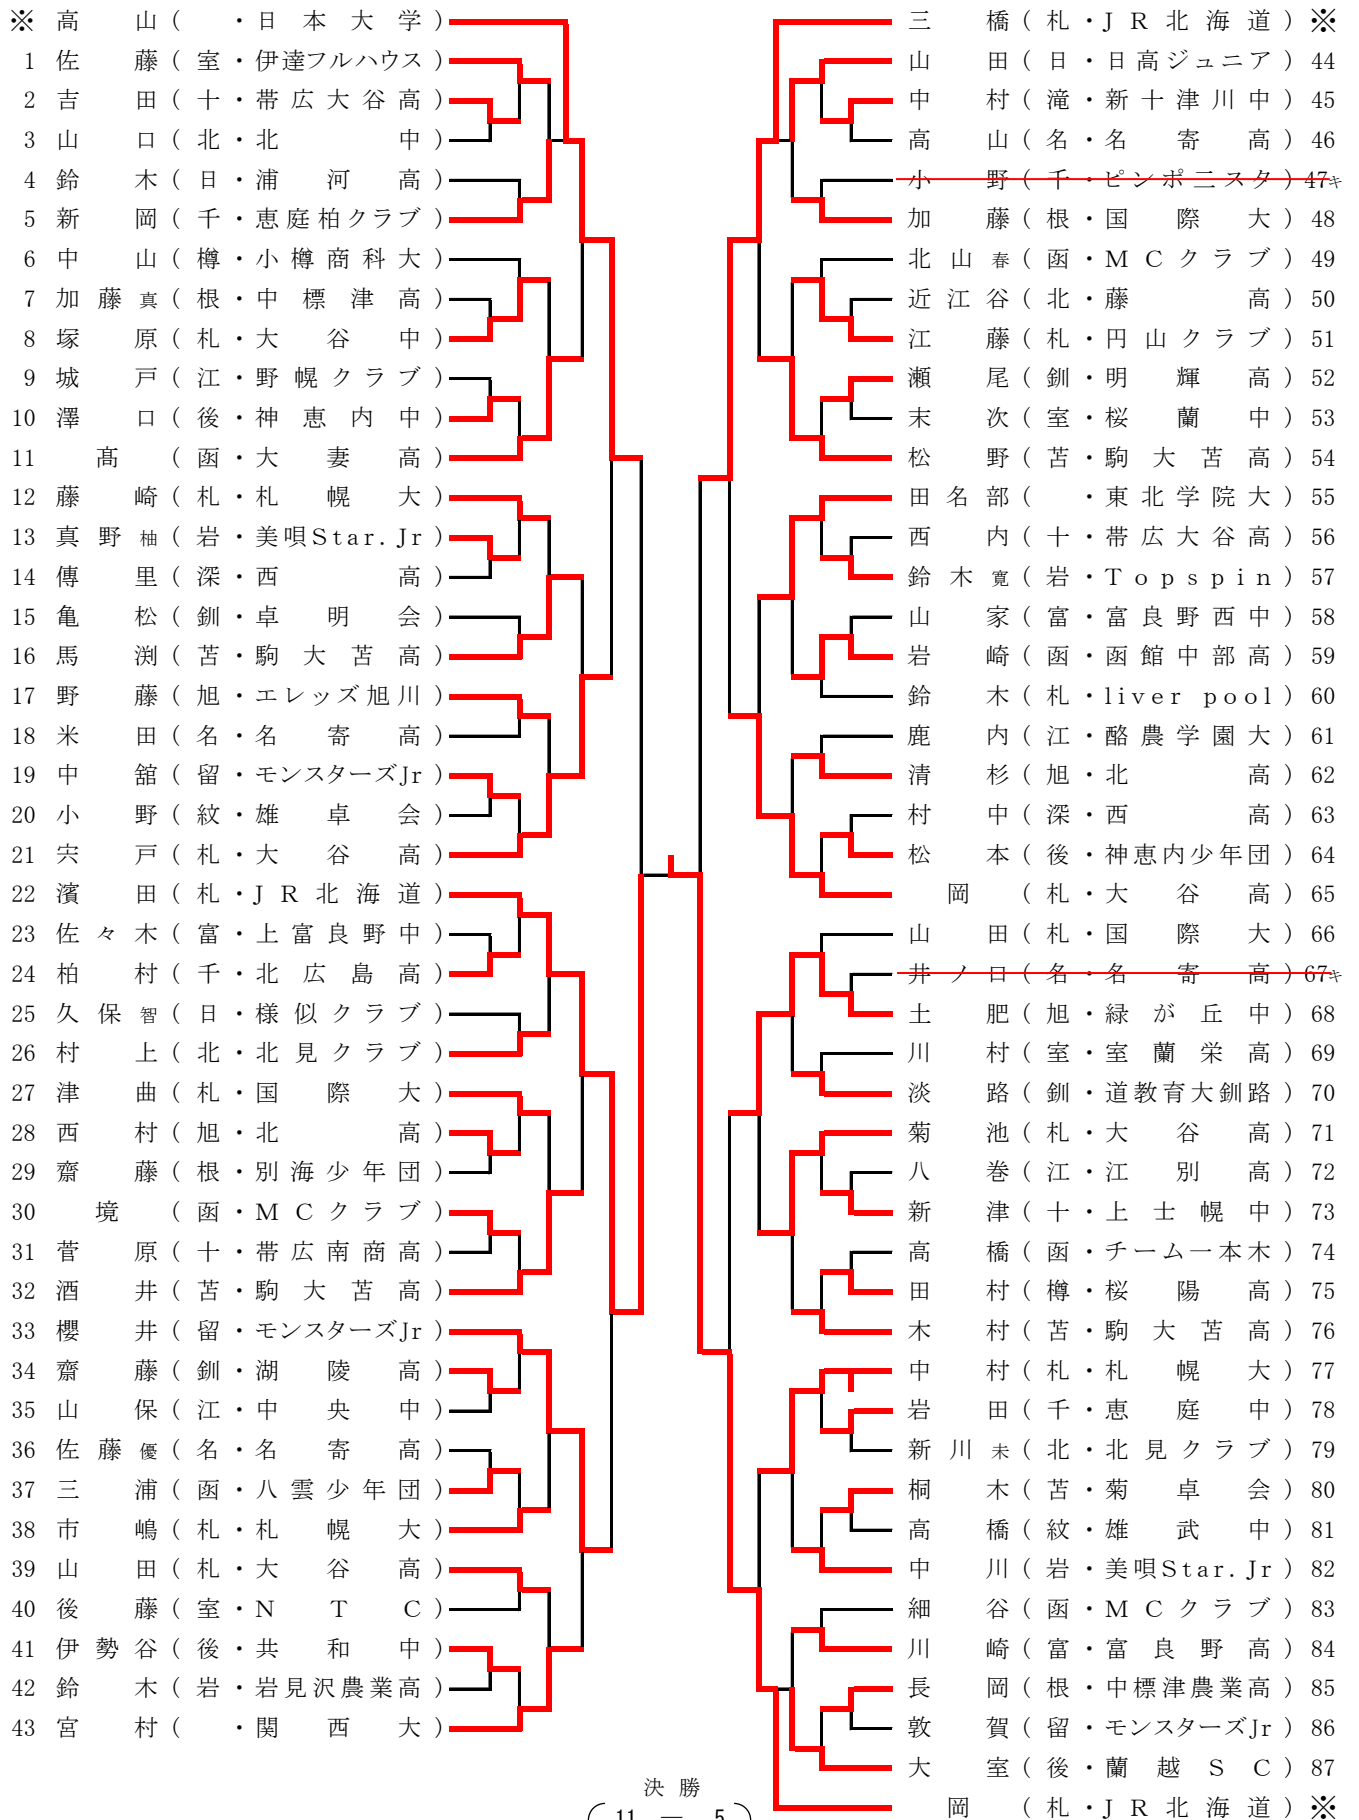 ※ 高山 ( ・日本大学 )
1 佐藤 ( 室・伊達フルハウス )
2 吉田 ( 十・帯広大谷高 )
3 山口 ( 北・北中 )
4 鈴木 ( 日・浦河高 )
5 新岡 ( 千・恵庭柏クラブ )
6 中山 ( 樽・小樽商科大 )
7 加藤真 ( 根・中標津高 )
8 塚原 ( 札・大谷中 )
9 城戸 ( 江・野幌クラブ )
10 澤口 ( 後・神恵内中 )
11 髙 ( 函・大妻高 )
12 藤崎 ( 札・札幌大 )
13 真野柚 ( 岩・美唄Star.Jr )
14 傳里 ( 深・西高 )
15 亀松 ( 釧・卓明会 )
16 馬渕 ( 苫・駒大苫高 )
17 野藤 ( 旭・エレッズ旭川 )
18 米田 ( 名・名寄高 )
19 中舘 ( 留・モンスターズJr )
20 小野 ( 紋・雄卓会 )
21 宍戸 ( 札・大谷高 )
22 濱田 ( 札・JR北海道 )
23 佐々木 ( 富・上富良野中 )
24 柏村 ( 千・北広島高 )
25 久保智 ( 日・様似クラブ )
26 村上 ( 北・北見クラブ )
27 津曲 ( 札・国際大 )
28 西村 ( 旭・北高 )
29 齋藤 ( 根・別海少年団 )
30 境 ( 函・MCクラブ )
31 菅原 ( 十・帯広南商高 )
32 酒井 ( 苫・駒大苫高 )
33 櫻井 ( 留・モンスターズJr )
34 齋藤 ( 釧・湖陵高 )
35 山保 ( 江・中央中 )
36 佐藤優 ( 名・名寄高 )
37 三浦 ( 函・八雲少年団 )
38 市嶋 ( 札・札幌大 )
39 山田 ( 札・大谷高 )
40 後藤 ( 室・NTC )
41 伊勢谷 ( 後・共和中 )
42 鈴木 ( 岩・岩見沢農業高 )
43 宮村 ( ・関西大 )
三橋 ( 札・JR北海道 ) ※
山田 ( 日・日高ジュニア ) 44
中村 ( 滝・新十津川中 ) 45
高山 ( 名・名寄高 ) 46
小野 ( 千・ピンポニスタ ) 47キ
加藤 ( 根・国際大 ) 48
北山春 ( 函・MCクラブ ) 49
近江谷 ( 北・藤高 ) 50
江藤 ( 札・円山クラブ ) 51
瀬尾 ( 釧・明輝高 ) 52
末次 ( 室・桜蘭中 ) 53
松野 ( 苫・駒大苫高 ) 54
田名部 ( ・東北学院大 ) 55
西内 ( 十・帯広大谷高 ) 56
鈴木寛 ( 岩・Topspin ) 57
山家 ( 富・富良野西中 ) 58
岩崎 ( 函・函館中部高 ) 59
鈴木 ( 札・liver pool ) 60
鹿内 ( 江・酪農学園大 ) 61
清杉 ( 旭・北高 ) 62
村中 ( 深・西高 ) 63
松本 ( 後・神恵内少年団 ) 64
岡 ( 札・大谷高 ) 65
山田 ( 札・国際大 ) 66
井ノ口 ( 名・名寄高 ) 67キ
土肥 ( 旭・緑が丘中 ) 68
川村 ( 室・室蘭栄高 ) 69
淡路 ( 釧・道教育大釧路 ) 70
菊池 ( 札・大谷高 ) 71
八巻 ( 江・江別高 ) 72
新津 ( 十・上士幌中 ) 73
高橋 ( 函・チーム一本木 ) 74
田村 ( 樽・桜陽高 ) 75
木村 ( 苫・駒大苫高 ) 76
中村 ( 札・札幌大 ) 77
岩田 ( 千・恵庭中 ) 78
新川未 ( 北・北見クラブ ) 79
桐木 ( 苫・菊卓会 ) 80
高橋 ( 紋・雄武中 ) 81
中川 ( 岩・美唄Star.Jr ) 82
細谷 ( 函・MCクラブ ) 83
川崎 ( 富・富良野高 ) 84
長岡 ( 根・中標津農業高 ) 85
敦賀 ( 留・モンスターズJr ) 86
大室 ( 後・蘭越SC ) 87
岡 ( 札・JR北海道 ) ※
決勝
11 － 5